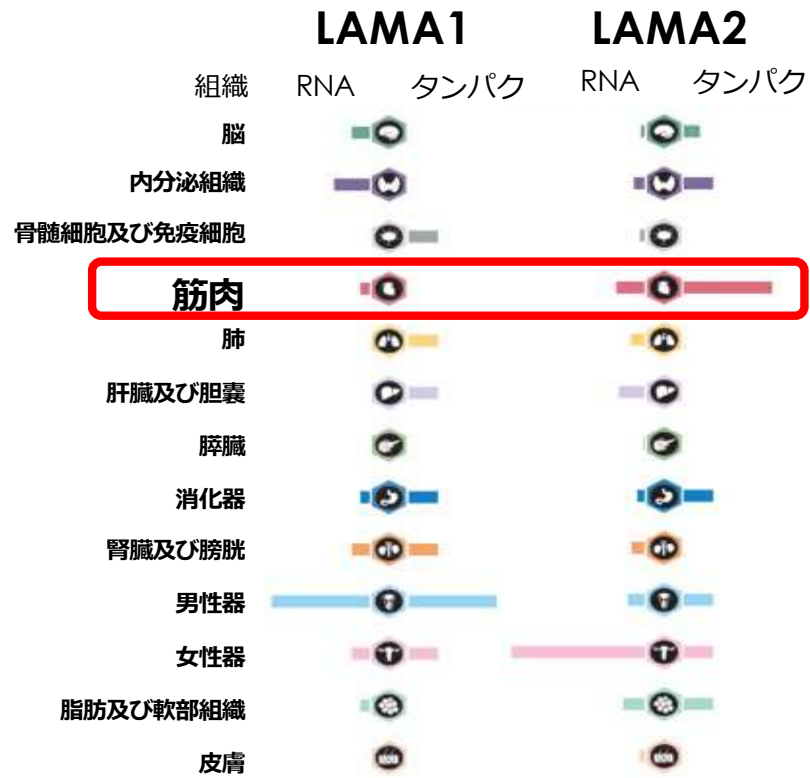 LAMA1 LAMA2
組織 RNA タンパク RNA タンパク
脳
内分泌組織
骨髄細胞及び免疫細胞
筋肉
肺
肝臓及び胆嚢
膵臓
消化器
腎臓及び膀胱
男性器
女性器
脂肪及び軟部組織
皮膚